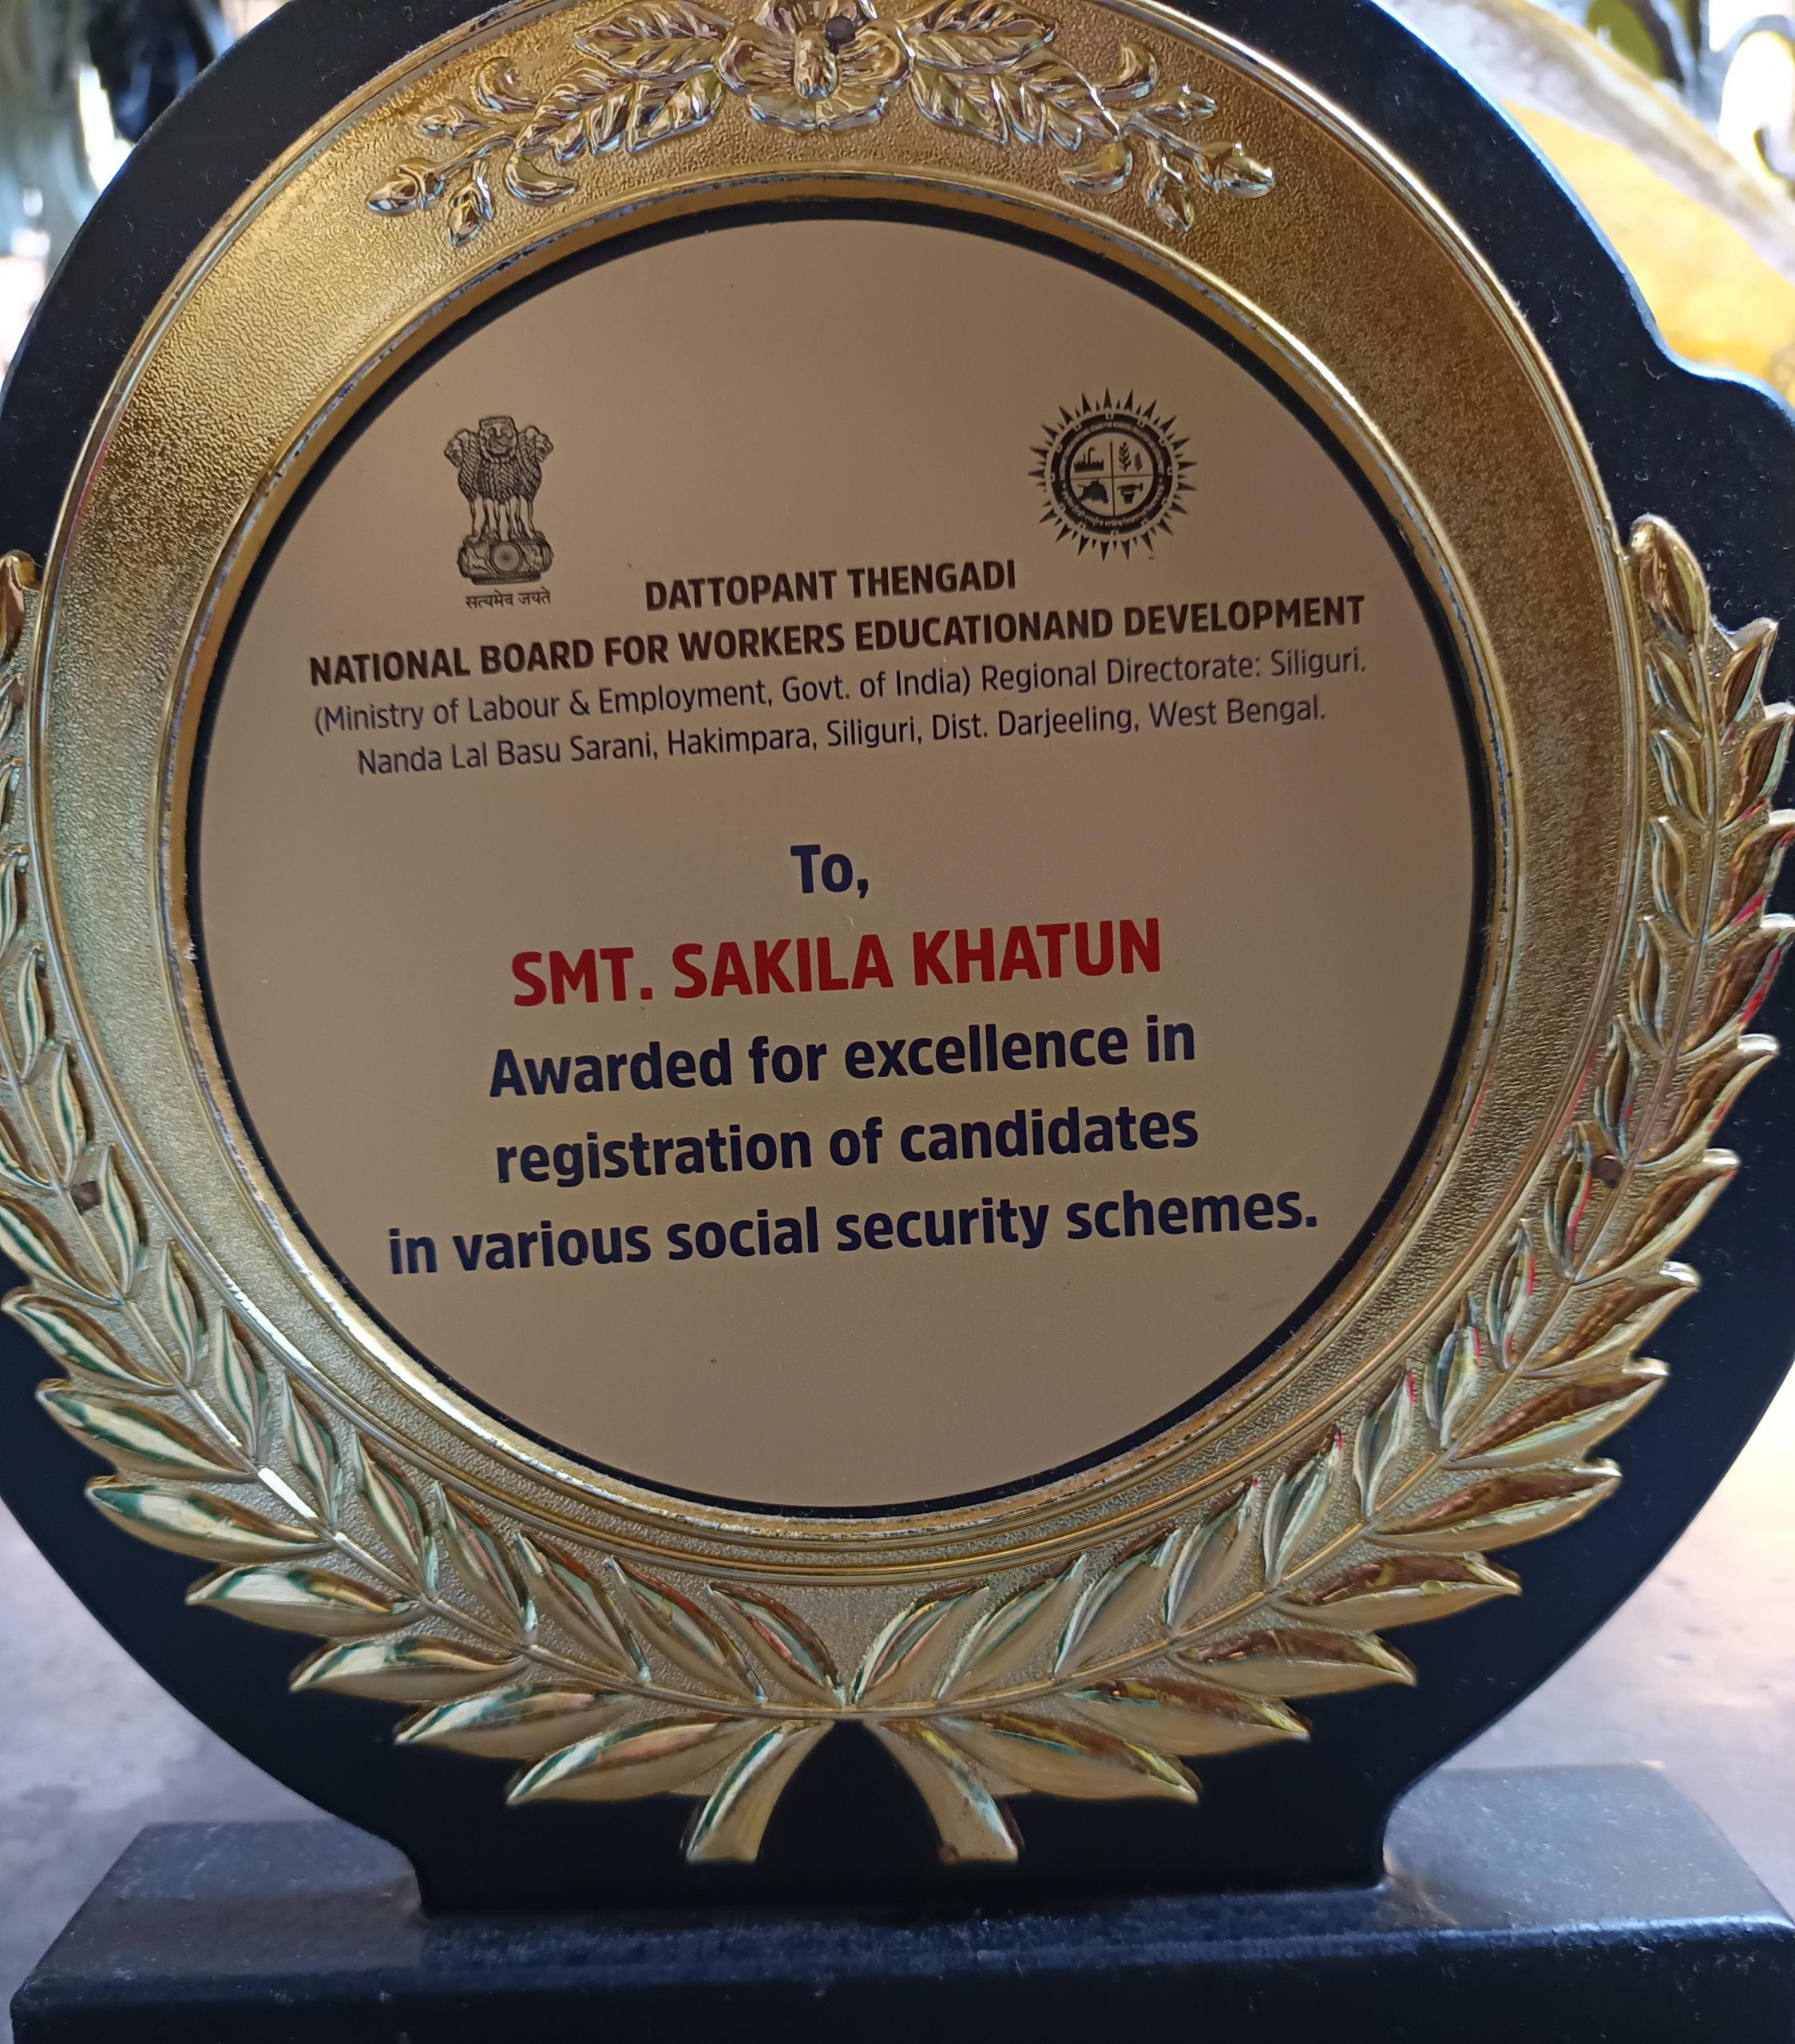 सत्यमेव जयते
DATTOPANT THENGADI
NATIONAL BOARD FOR WORKERS EDUCATIONAND DEVELOPMENT
(Ministry of Labour & Employment, Govt. of India) Regional Directorate: Siliguri.
Nanda Lal Basu Sarani, Hakimpara, Siliguri, Dist. Darjeeling, West Bengal.
To,
SMT. SAKILA KHATUN
Awarded for excellence in
registration of candidates
in various social security schemes.